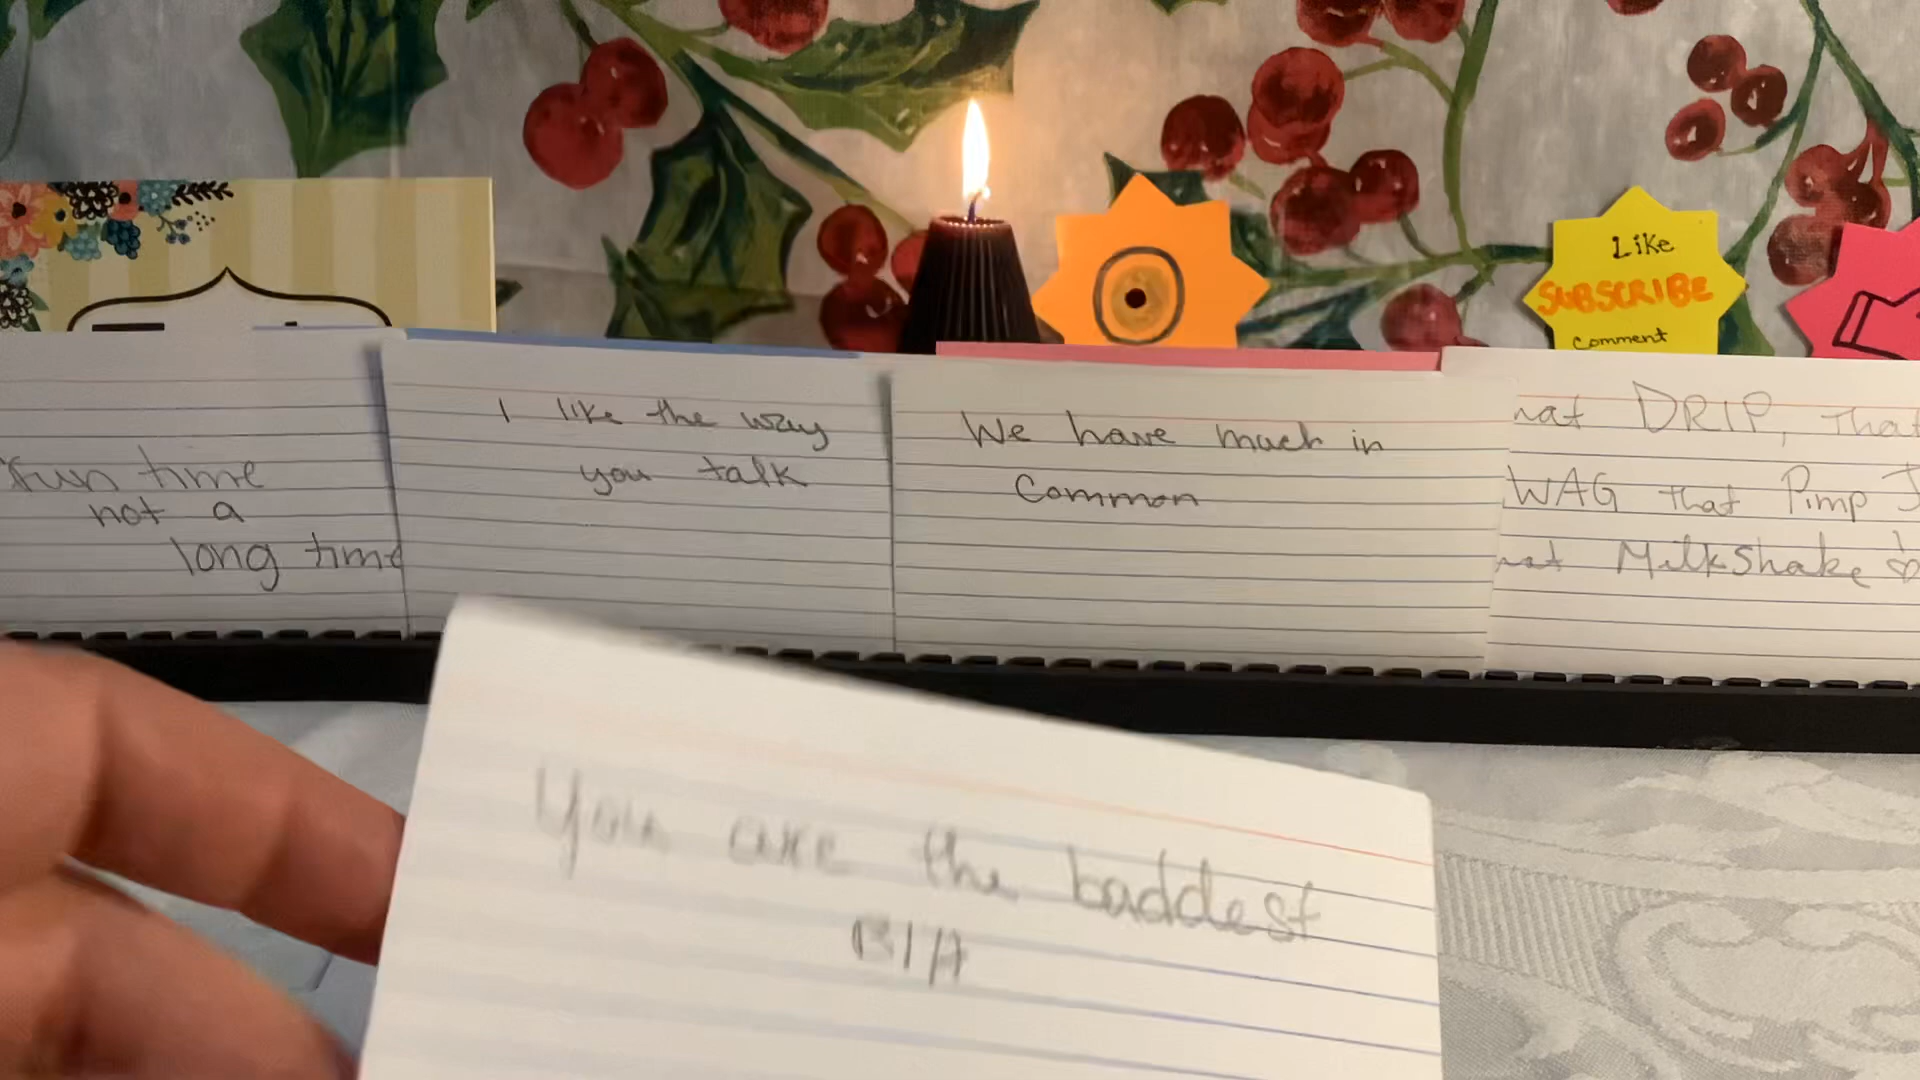 Like
SUBSCRIBE
Comment
fun time
not a
long time
I like the way
you talk
We have much in
Common
DRIP, That
that Pimp
MilkShake
You are the baddest
BIA